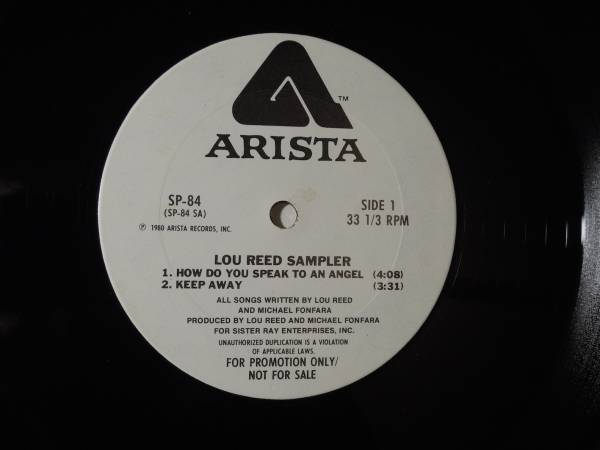 TM
ARISTA
SP-84
(SP-84 SA)
℗ 1980 ARISTA RECORDS, INC.
SIDE 1
33 1/3 RPM
LOU REED SAMPLER
1. HOW DO YOU SPEAK TO AN ANGEL (4:08)
2. KEEP AWAY (3:31)
ALL SONGS WRITTEN BY LOU REED
AND MICHAEL FONFARA
PRODUCED BY LOU REED AND MICHAEL FONFARA
FOR SISTER RAY ENTERPRISES, INC.
UNAUTHORIZED DUPLICATION IS A VIOLATION
OF APPLICABLE LAWS.
FOR PROMOTION ONLY/
NOT FOR SALE